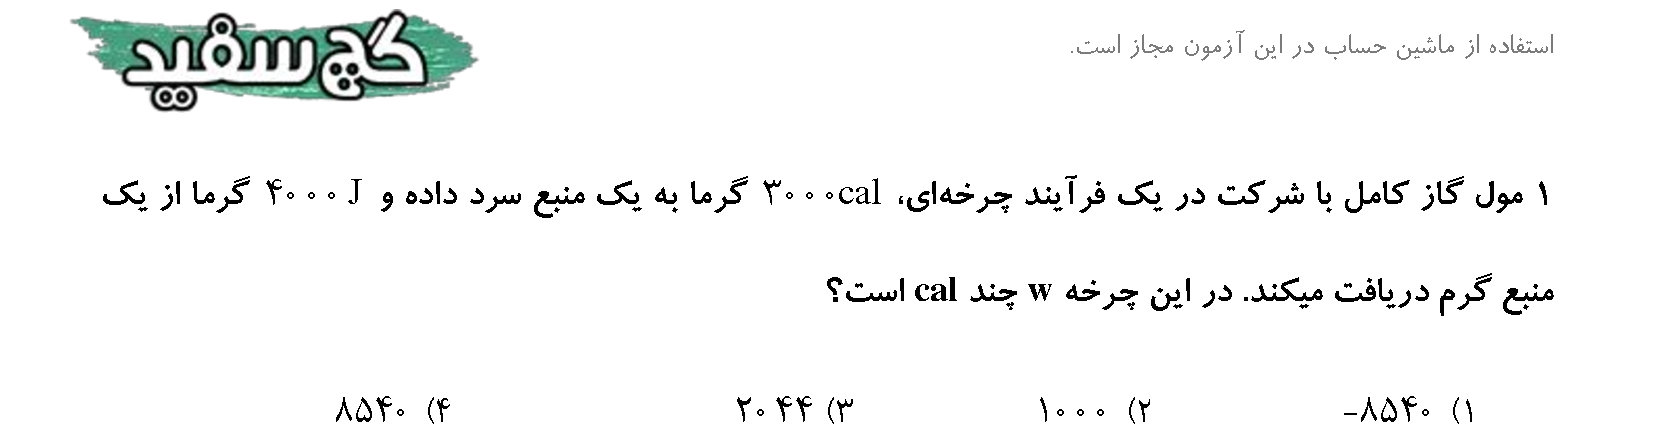 گچ سفید
استفاده از ماشین حساب در این آزمون مجاز است.
۱ مول گاز کامل با شرکت در یک فرآیند چرخه‌ای، ۳۰۰۰cal گرما به یک منبع سرد داده و ۴۰۰۰J گرما از یک
منبع گرم دریافت میکند. در این چرخه w چند cal است؟
۱) ۸۵۴۰-
۲) ۱۰۰۰
۳) ۲۰۴۴
۴) ۸۵۴۰